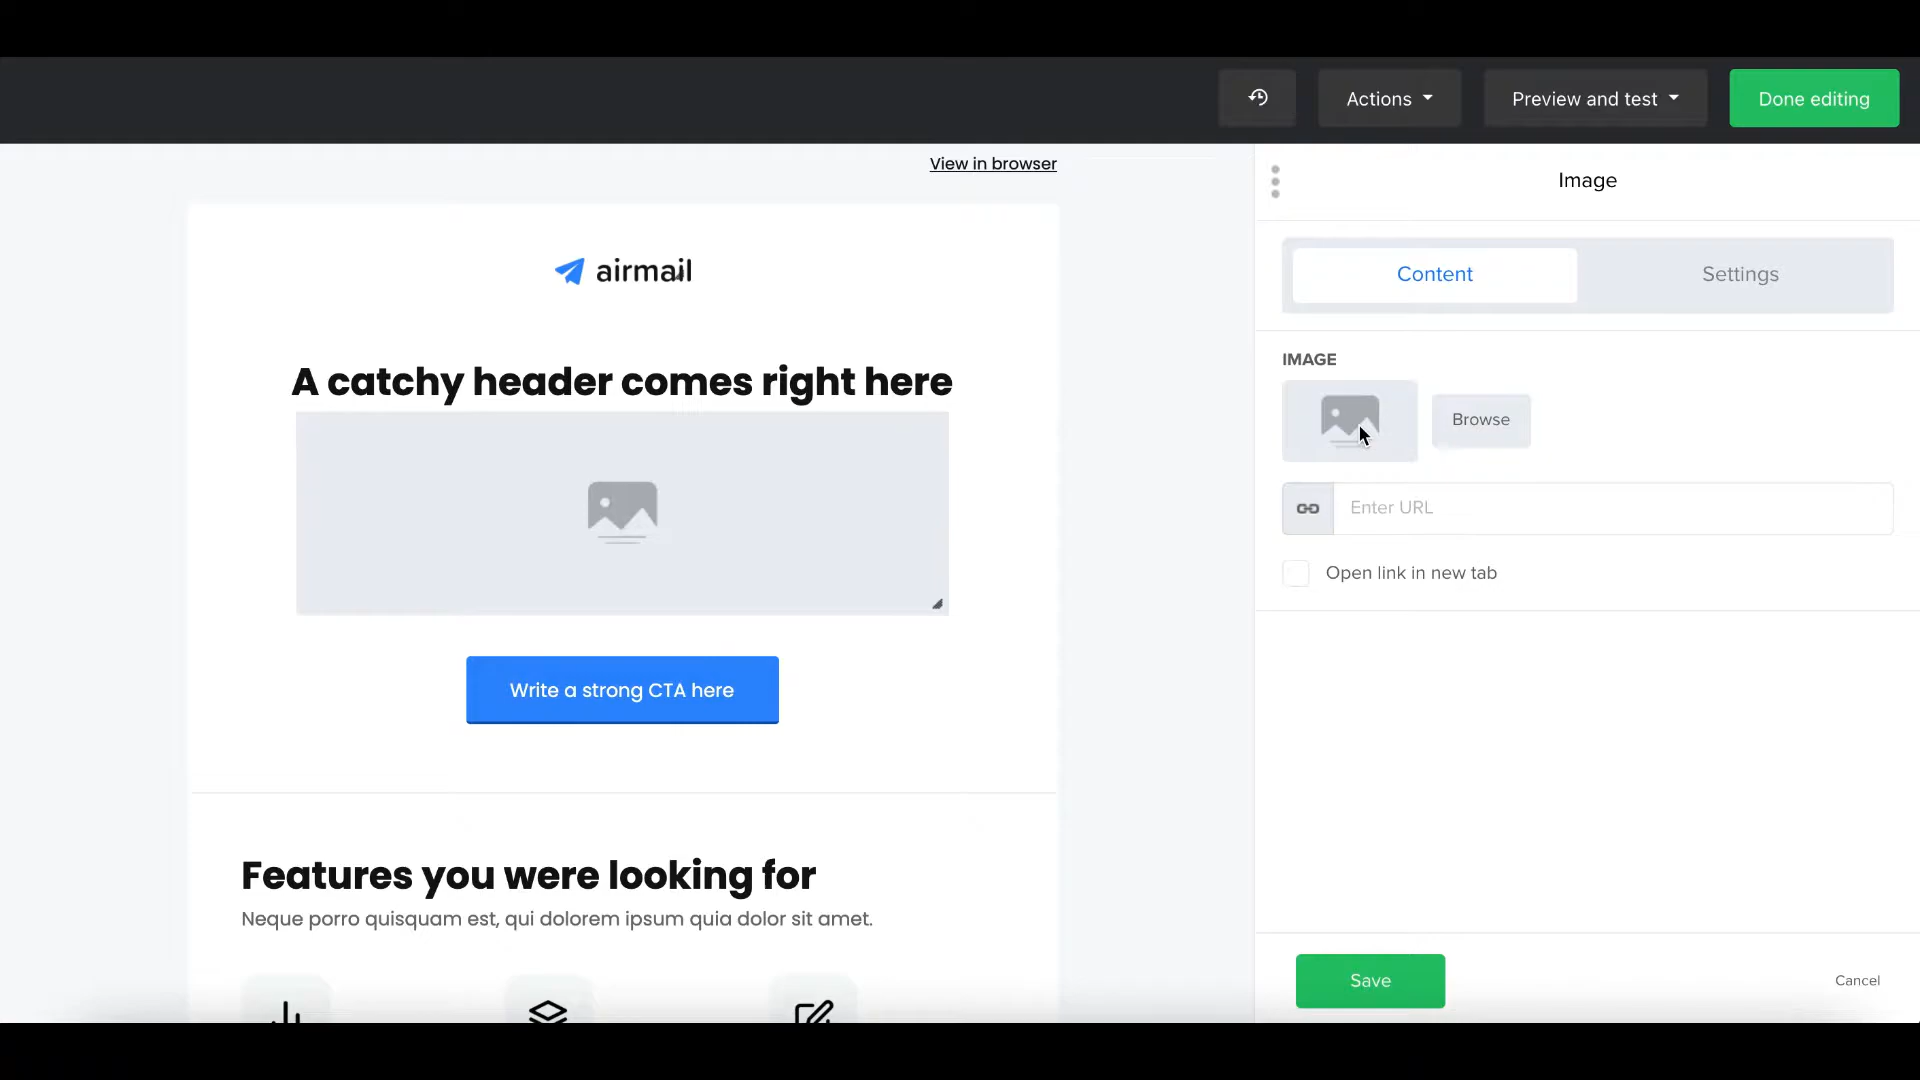 Actions
Preview and test
Done editing
View in browser
Image
airmail
Content
Settings
A catchy header comes right here
IMAGE
Browse
Enter URL
Open link in new tab
Write a strong CTA here
Features you were looking for
Neque porro quisquam est, qui dolorem ipsum quia dolor sit amet.
Save
Cancel